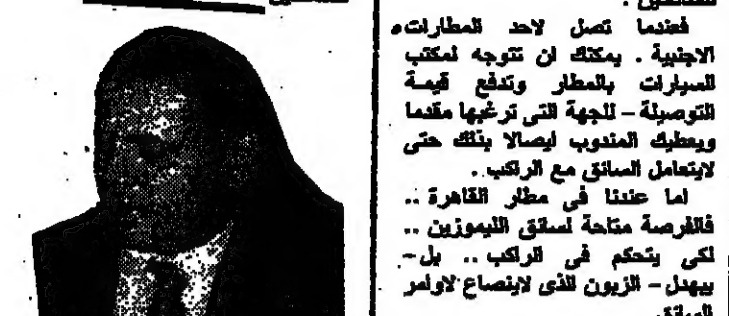 فعندما تصل لاحد المطارات
الاجنبية . يمكنك ان تتوجه لمكتب
السيارات بالمطار وتدفع قيمة
التوصيلة – للجهة التى ترغبها مقدما
ويعطيك المندوب ايصالا بذلك حتى
لايتعامل السائق مع الراكب .
اما عندنا فى مطار القاهرة ..
فالفرصة متاحة لسائق الليموزين ..
لكى يتحكم فى الراكب .. بل –
يبهدل – الزبون الذى لاينصاع لاوامر